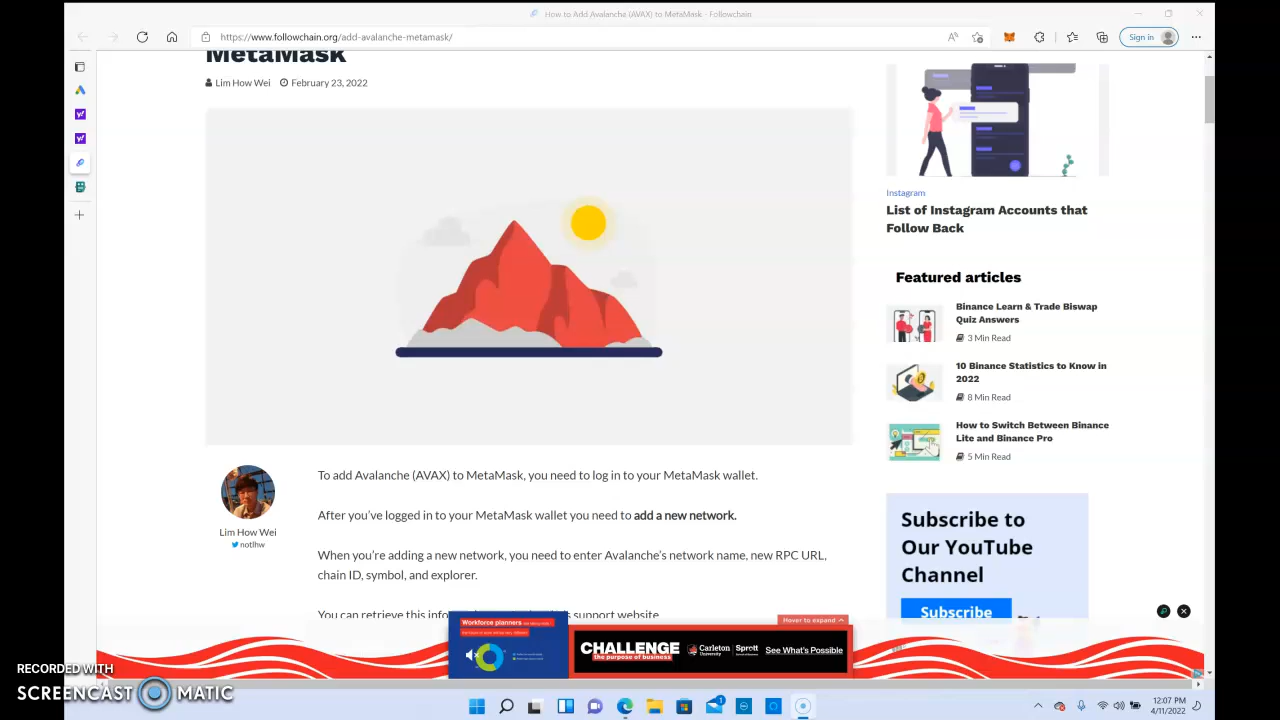 How to Add Avalanche (AVAX) to MetaMask - Followchain
https://www.followchain.org/add-avalanche-metamask/
Sign in
MetaMask
Lim How Wei
February 23, 2022
To add Avalanche (AVAX) to MetaMask, you need to log in to your MetaMask wallet.
After you've logged in to your MetaMask wallet you need to add a new network.
When you're adding a new network, you need to enter Avalanche's network name, new RPC URL,
chain ID, symbol, and explorer.
You can retrieve this support website
Lim How Wei
notlhw
Instagram
List of Instagram Accounts that
Follow Back
Featured articles
Binance Learn & Trade Biswap
Quiz Answers
3 Min Read
10 Binance Statistics to Know in
2022
8 Min Read
How to Switch Between Binance
Lite and Binance Pro
5 Min Read
Subscribe to
Our YouTube
Channel
Subscribe
Hover to expand
Workforce planners
CHALLENGE
the purpose of business
Carleton
University
Sprott
See What's Possible
RECORDED WITH
SCREENCAST MATIC
12:07 PM
4/11/2022